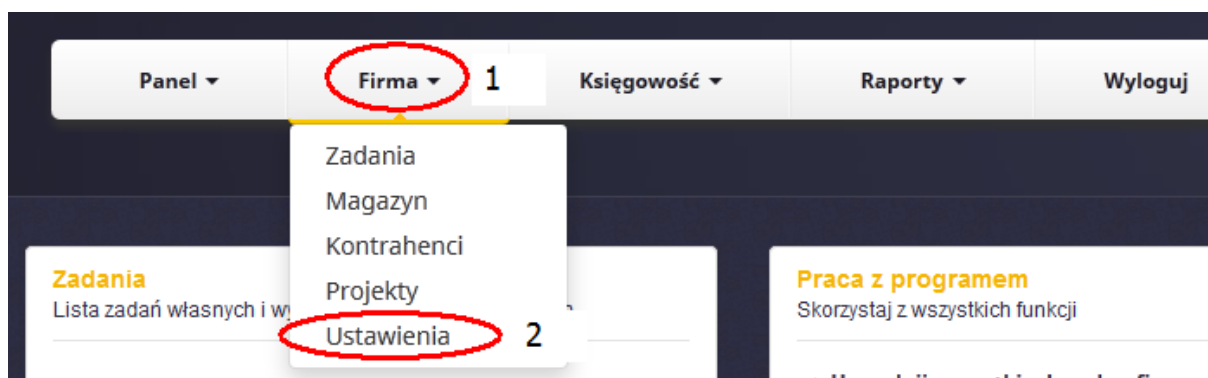 Panel Firma 1 Księgowość Raporty Wyloguj
Zadania
Magazyn
Kontrahenci
Projekty
Ustawienia 2
Zadania
Lista zadań własnych i
Praca z programem
Skorzystaj z wszystkich funkcji